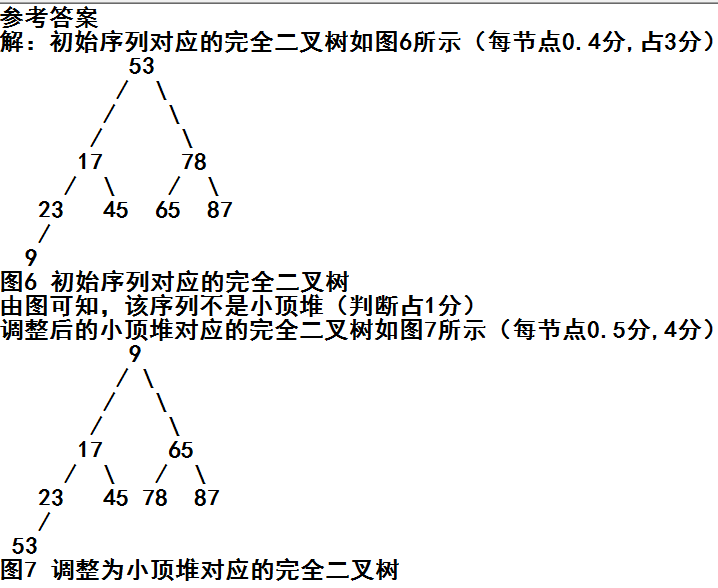 参考答案
解：初始序列对应的完全二叉树如图6所示（每节点0.4分,占3分）
53
/ \
/ \
/ \
17 78
/ \ / \
23 45 65 87
/
9
图6 初始序列对应的完全二叉树
由图可知，该序列不是小顶堆（判断占1分）
调整后的小顶堆对应的完全二叉树如图7所示（每节点0.5分,4分）
9
/ \
/ \
/ \
17 65
/ \ / \
23 45 78 87
/
53
图7 调整为小顶堆对应的完全二叉树